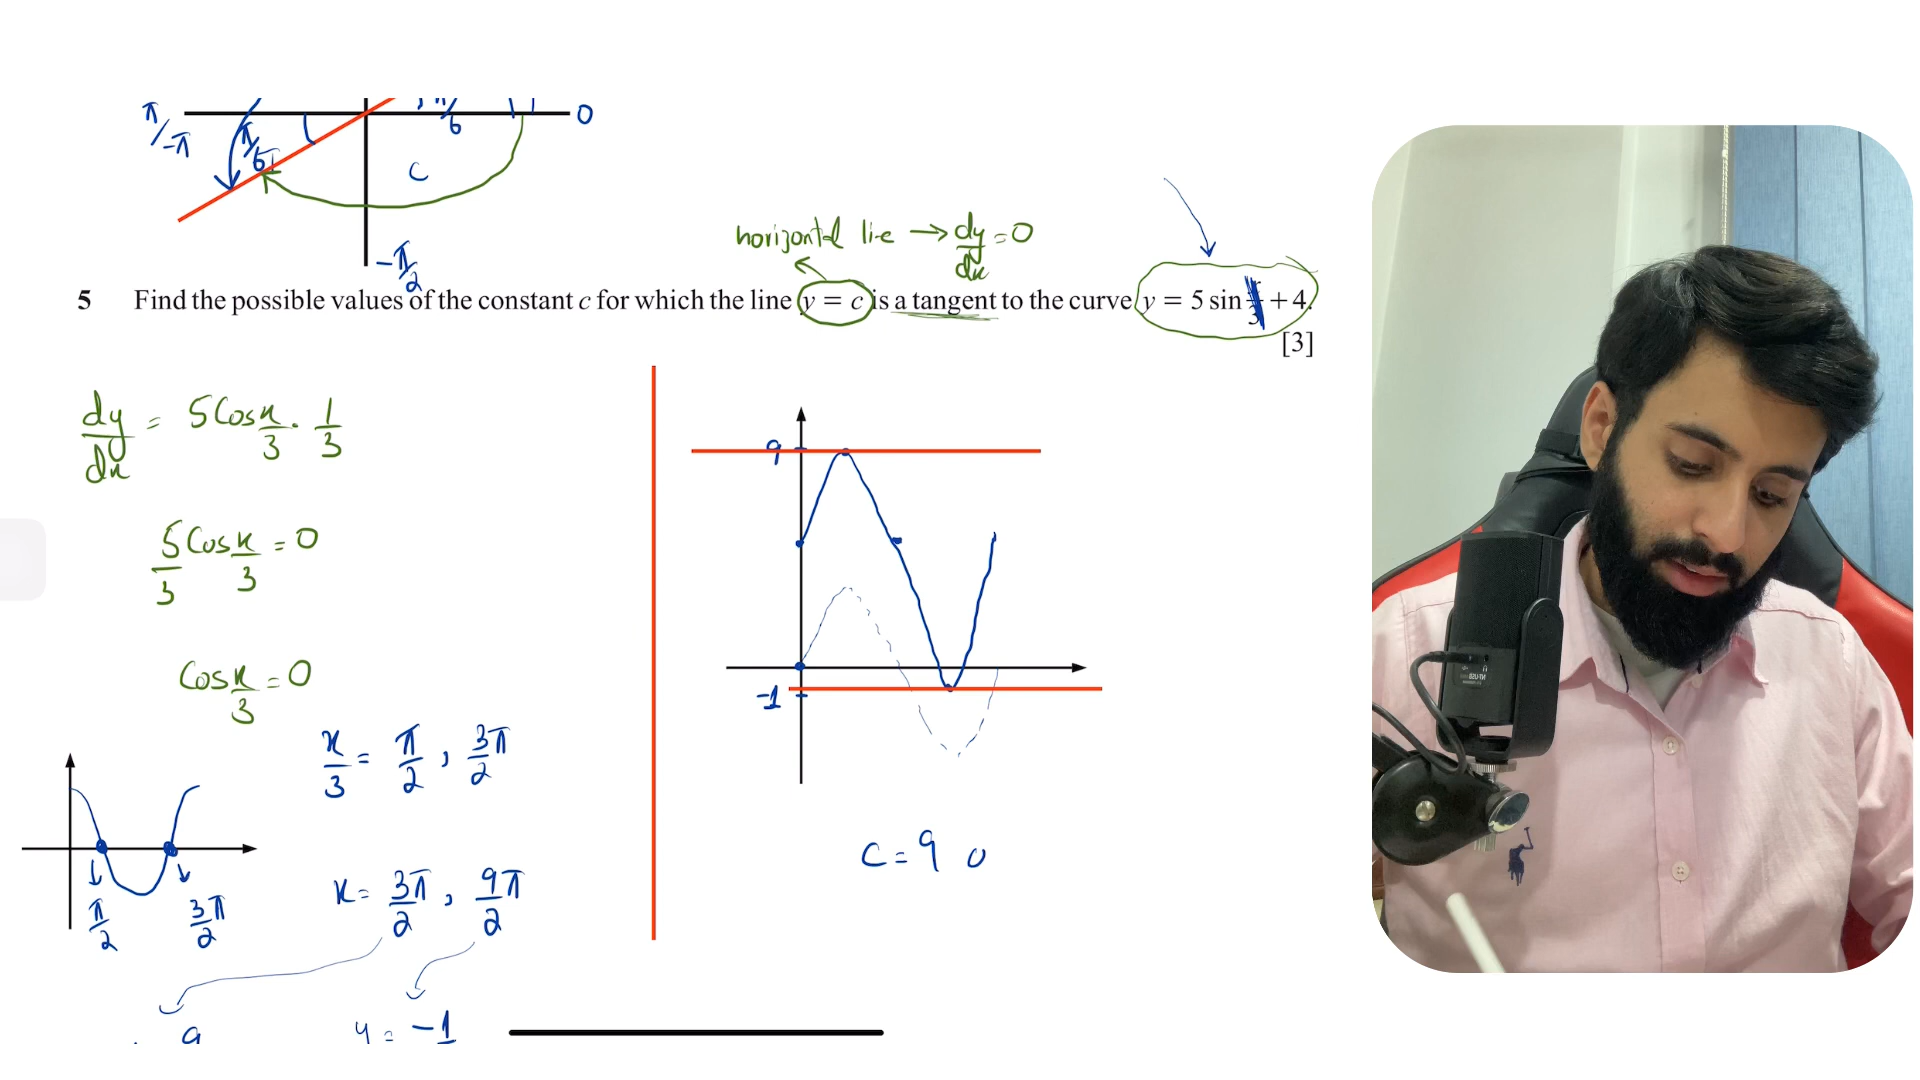 π/-π
π/6
0
π/6
C
-π/2
horizontal line → dy/dx = 0
5 Find the possible values of the constant c for which the line y = c is a tangent to the curve y = 5 sin x/3 + 4.
[3]
dy/dx = 5Cos x/3 · 1/3
5/3 Cos x/3 = 0
Cos x/3 = 0
x/3 = π/2 , 3π/2
π/2
3π/2
x = 3π/2 , 9π/2
9
y = -1
9
-1
C = 9 o